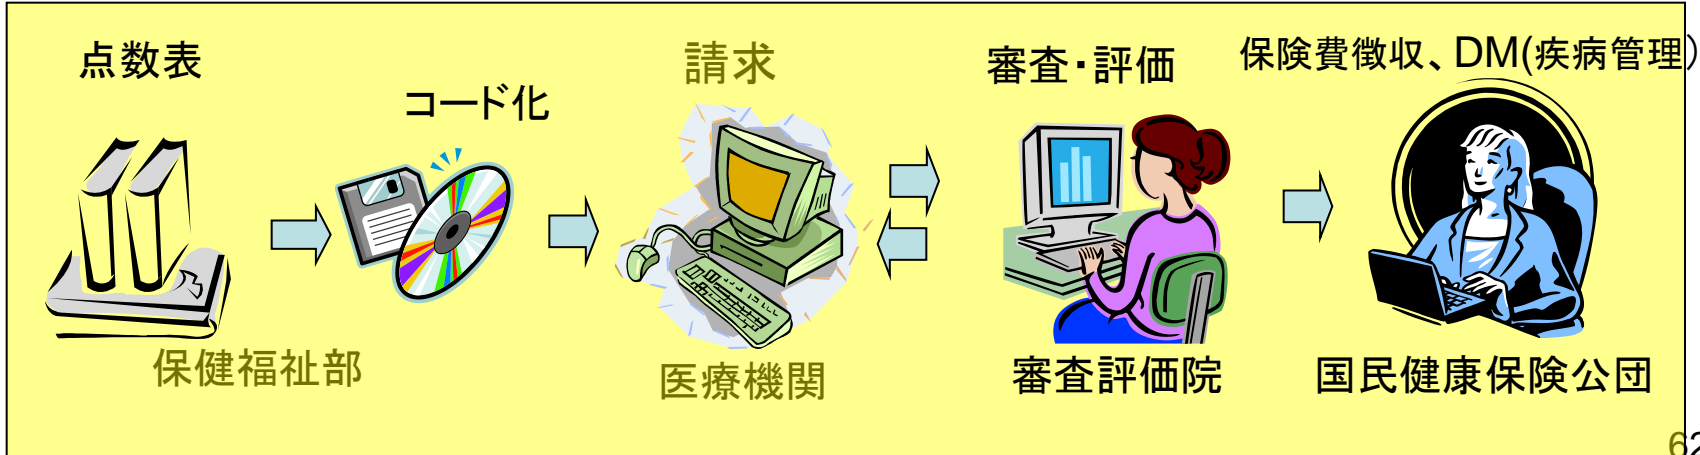 点数表
コード化
請求
審査・評価
保険費徴収、DM(疾病管理)
保健福祉部
医療機関
審査評価院
国民健康保険公団
62